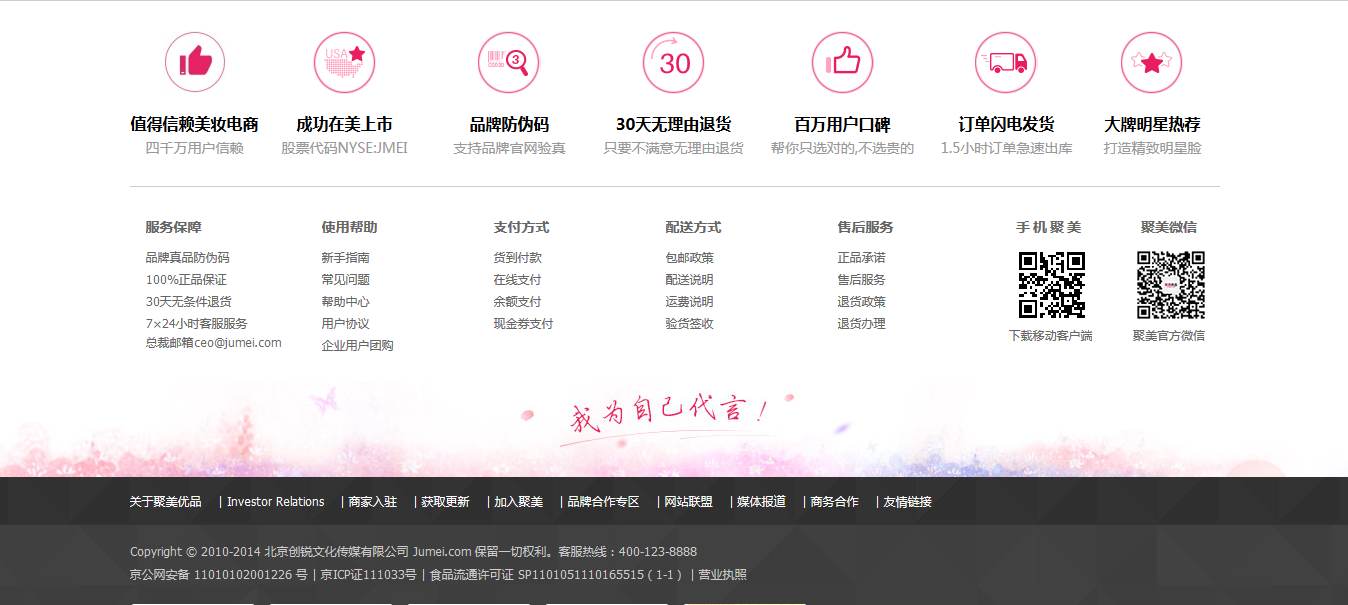 USA
3
30
值得信赖美妆电商 成功在美上市 品牌防伪码 30天无理由退货 百万用户口碑 订单闪电发货 大牌明星热荐
四千万用户信赖 股票代码NYSE:JMEI 支持品牌官网验真 只要不满意无理由退货 帮你只选对的,不选贵的 1.5小时订单急速出库 打造精致明星脸
服务保障 使用帮助 支付方式 配送方式 售后服务 手机聚美 聚美微信
品牌真品防伪码 新手指南 货到付款 包邮政策 正品承诺
100%正品保证 常见问题 在线支付 配送说明 售后服务
30天无条件退货 帮助中心 余额支付 运费说明 退货政策
7×24小时客服服务 用户协议 现金券支付 验货签收 退货办理 下载移动客户端 聚美官方微信
总裁邮箱ceo@jumei.com 企业用户团购
我为自己代言！
关于聚美优品 | Investor Relations | 商家入驻 | 获取更新 | 加入聚美 | 品牌合作专区 | 网站联盟 | 媒体报道 | 商务合作 | 友情链接
Copyright © 2010-2014 北京创锐文化传媒有限公司 Jumei.com 保留一切权利。客服热线：400-123-8888
京公网安备 11010102001226 号 | 京ICP证111033号 | 食品流通许可证 SP1101051110165515（1-1） | 营业执照